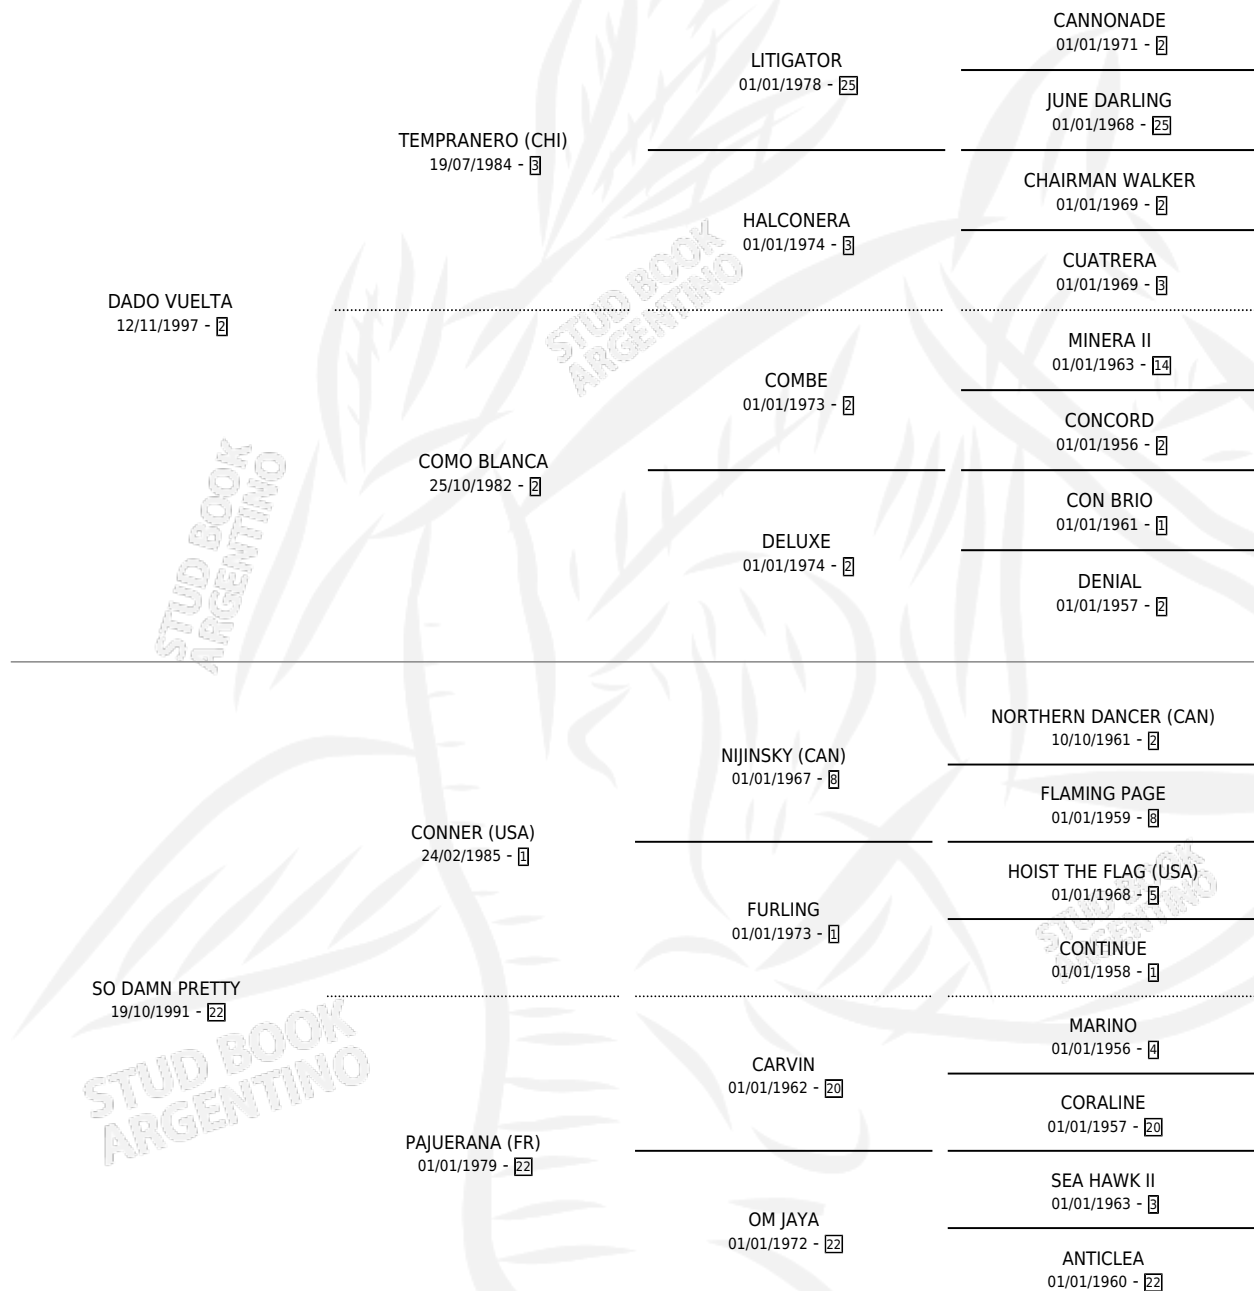 CANNONADE
01/01/1971 - 2
LITIGATOR
01/01/1978 - 25
JUNE DARLING
01/01/1968 - 25
TEMPRANERO (CHI)
19/07/1984 - 3
CHAIRMAN WALKER
01/01/1969 - 2
HALCONERA
01/01/1974 - 3
CUATRERA
01/01/1969 - 3
DADO VUELTA
12/11/1997 - 2
STUD BOOK
ARGENTINO
MINERA II
01/01/1963 - 14
COMBE
01/01/1973 - 2
CONCORD
01/01/1956 - 2
COMO BLANCA
25/10/1982 - 2
CON BRIO
01/01/1961 - 1
DELUXE
01/01/1974 - 2
DENIAL
01/01/1957 - 2
STUD BOOK
ARGENTINO
NORTHERN DANCER (CAN)
10/10/1961 - 2
NIJINSKY (CAN)
01/01/1967 - 8
FLAMING PAGE
01/01/1959 - 8
CONNER (USA)
24/02/1985 - 1
HOIST THE FLAG (USA)
01/01/1968 - 5
FURLING
01/01/1973 - 1
STUD BOOK
ARGENTINO
CONTINUE
01/01/1958 - 1
SO DAMN PRETTY
19/10/1991 - 22
STUD BOOK
ARGENTINO
MARINO
01/01/1956 - 4
CARVIN
01/01/1962 - 20
CORALINE
01/01/1957 - 20
PAJUERANA (FR)
01/01/1979 - 22
SEA HAWK II
01/01/1963 - 3
OM JAYA
01/01/1972 - 22
ANTICLEA
01/01/1960 - 22